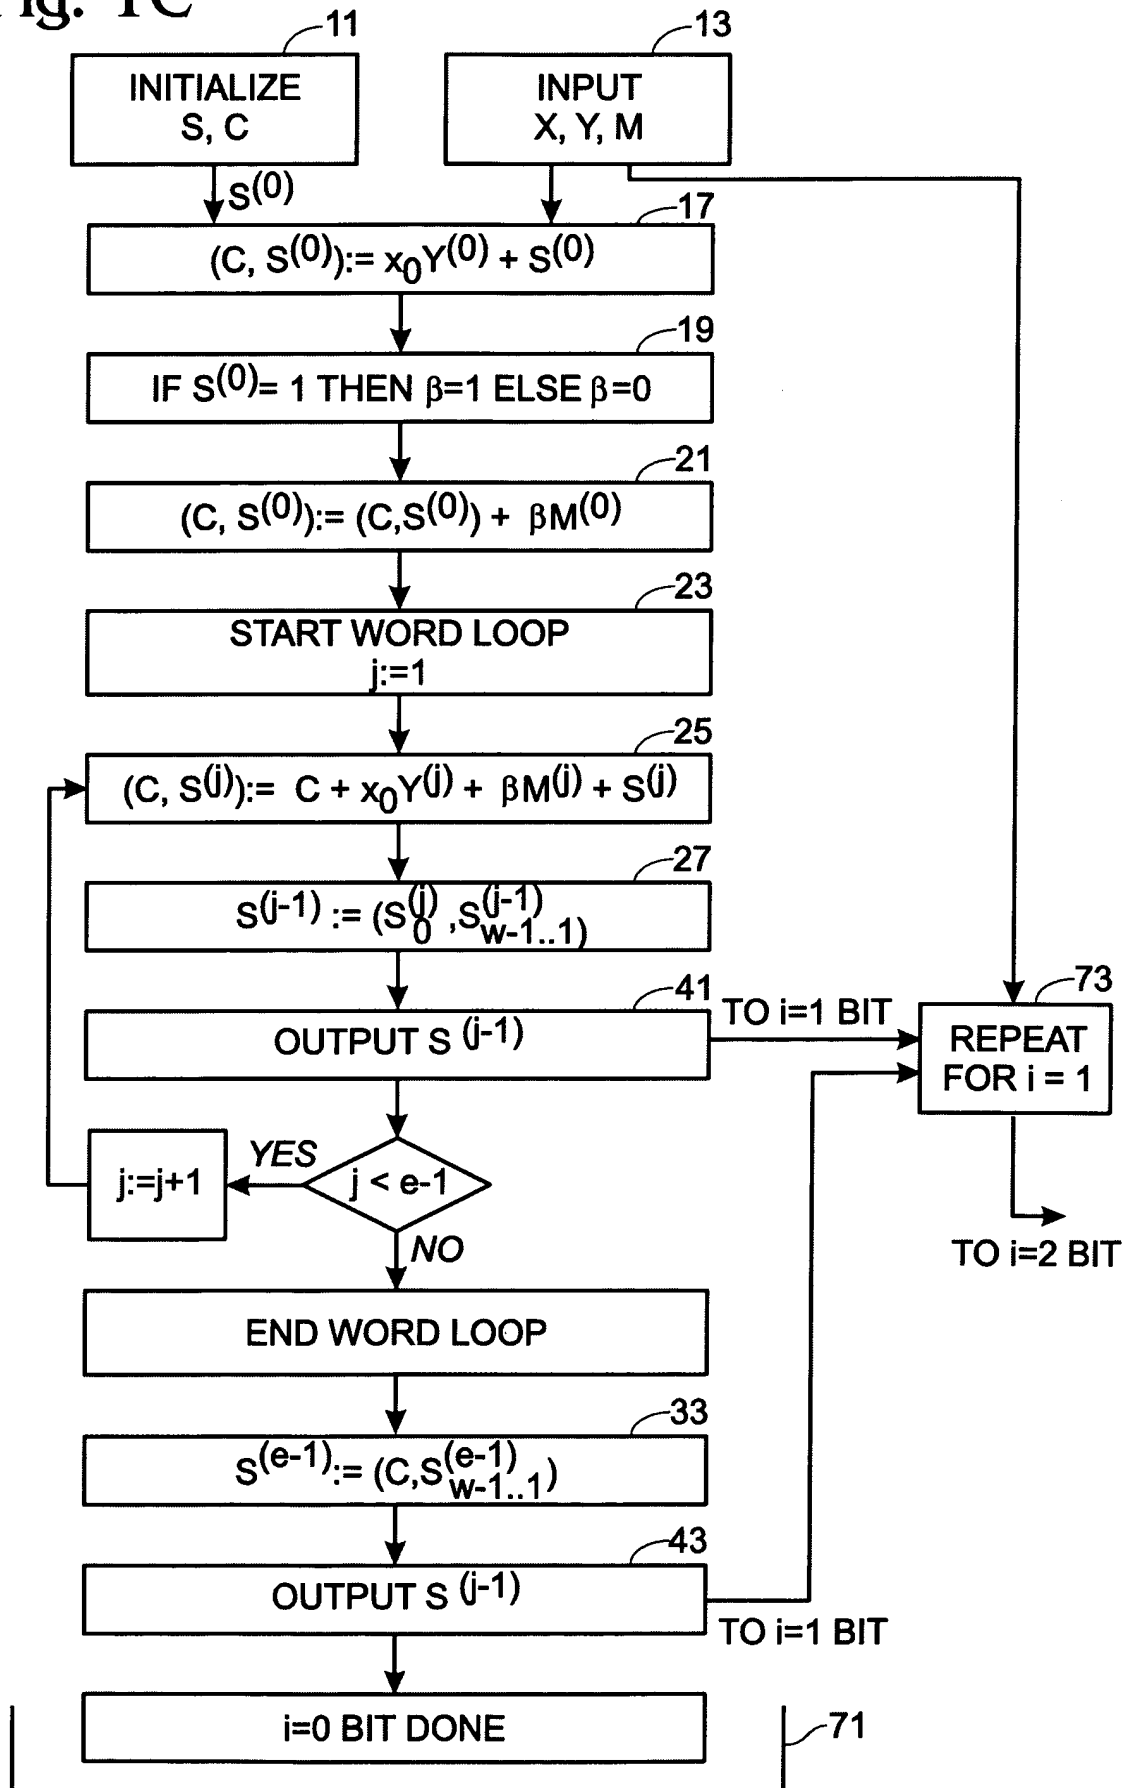 Fig. 1C
11
13
INITIALIZE
S, C
INPUT
X, Y, M
S(0)
17
(C, S(0)):= x0Y(0) + S(0)
19
IF S(0)= 1 THEN β=1 ELSE β=0
21
(C, S(0)):= (C,S(0)) + βM(0)
23
START WORD LOOP
j:=1
25
(C, S(j)):= C + x0Y(j) + βM(j) + S(j)
27
S(j-1) := (S0(j) ,Sw-1..1(j-1))
41
OUTPUT S (j-1)
TO i=1 BIT
73
REPEAT
FOR i = 1
j:=j+1
YES
j < e-1
NO
TO i=2 BIT
END WORD LOOP
33
S(e-1):= (C,Sw-1..1(e-1))
43
OUTPUT S (j-1)
TO i=1 BIT
i=0 BIT DONE
71